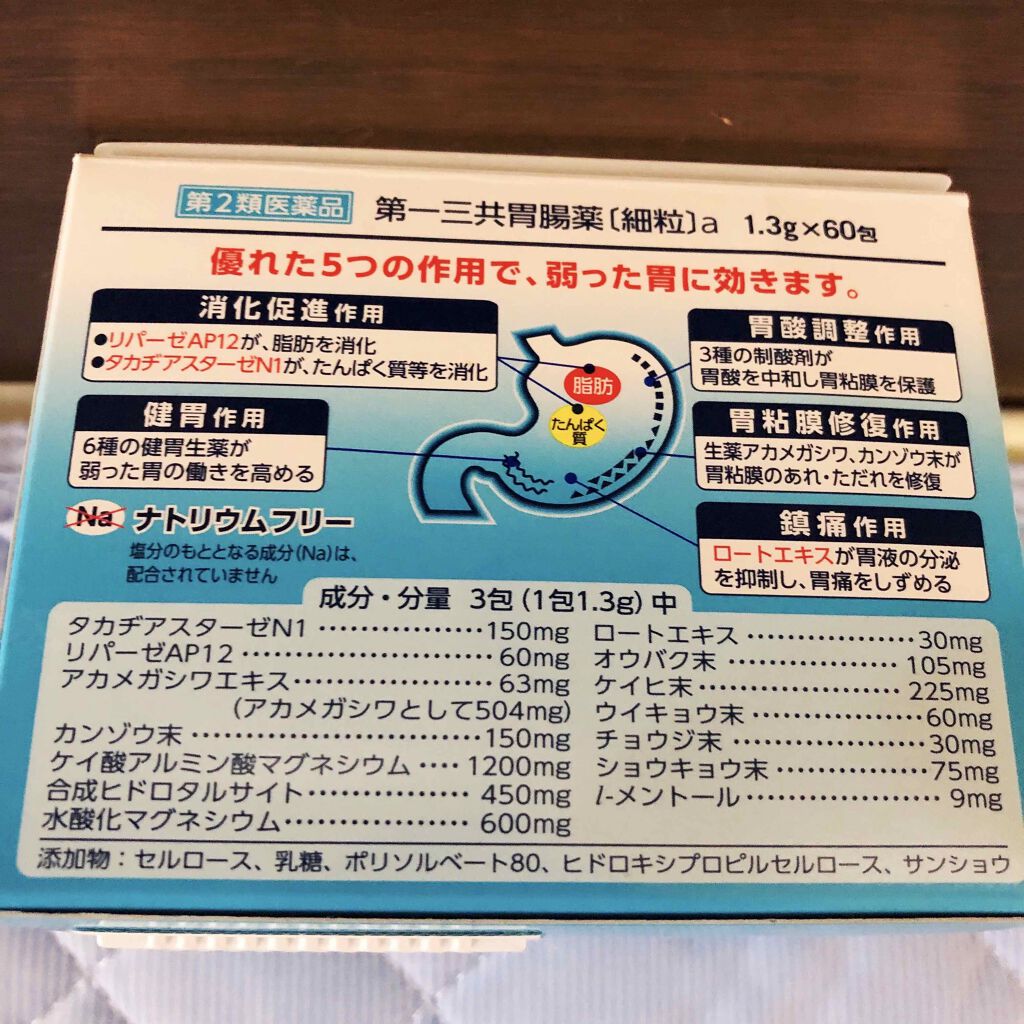 第2類医薬品 第一三共胃腸薬〔細粒〕a 1.3g×60包
優れた5つの作用で、弱った胃に効きます。
消化促進作用
●リパーゼAP12が、脂肪を消化
●タカヂアスターゼN1が、たんぱく質等を消化
健胃作用
6種の健胃生薬が
弱った胃の働きを高める
脂肪
たんぱく
質
胃酸調整作用
3種の制酸剤が
胃酸を中和し胃粘膜を保護
胃粘膜修復作用
生薬アカメガシワ、カンゾウ末が
胃粘膜のあれ・ただれを修復
鎮痛作用
ロートエキスが胃液の分泌
を抑制し、胃痛をしずめる
Na ナトリウムフリー
塩分のもととなる成分(Na)は、
配合されていません
成分・分量 3包(1包1.3g)中
タカヂアスターゼN1 ‥‥‥‥‥‥ 150mg
リパーゼAP12 ‥‥‥‥‥‥‥‥ 60mg
アカメガシワエキス‥‥‥‥‥‥ 63mg
(アカメガシワとして504mg)
カンゾウ末 ‥‥‥‥‥‥‥‥‥ 150mg
ケイ酸アルミン酸マグネシウム ‥‥ 1200mg
合成ヒドロタルサイト‥‥‥‥‥ 450mg
水酸化マグネシウム‥‥‥‥‥‥ 600mg
ロートエキス ‥‥‥‥‥‥‥‥ 30mg
オウバク末 ‥‥‥‥‥‥‥‥ 105mg
ケイヒ末‥‥‥‥‥‥‥‥‥ 225mg
ウイキョウ末 ‥‥‥‥‥‥‥‥ 60mg
チョウジ末 ‥‥‥‥‥‥‥‥‥ 30mg
ショウキョウ末 ‥‥‥‥‥‥‥ 75mg
l-メントール‥‥‥‥‥‥‥‥‥ 9mg
添加物：セルロース、乳糖、ポリソルベート80、ヒドロキシプロピルセルロース、サンショウ